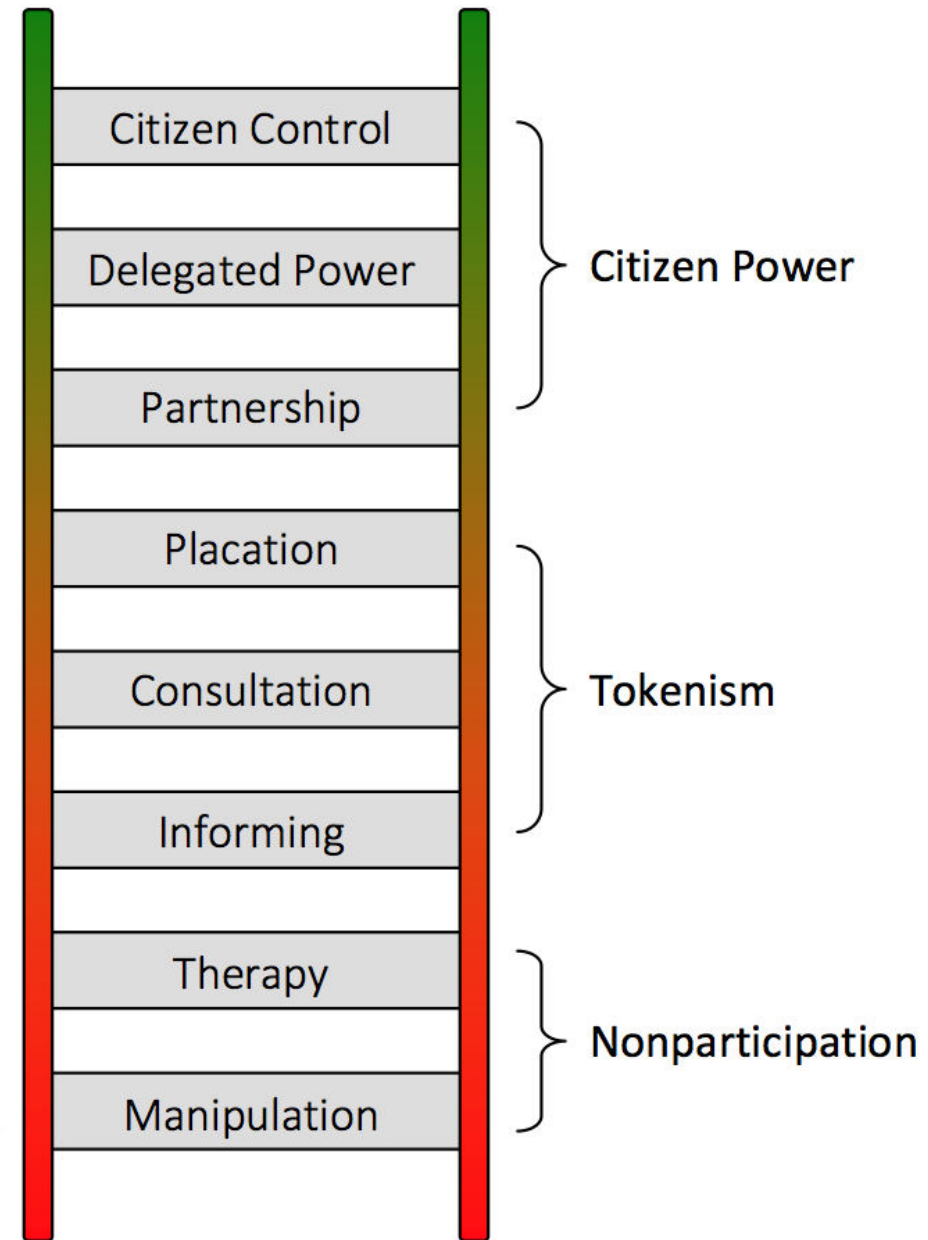 Citizen Control
Delegated Power
Citizen Power
Partnership
Placation
Consultation
Tokenism
Informing
Therapy
Nonparticipation
Manipulation